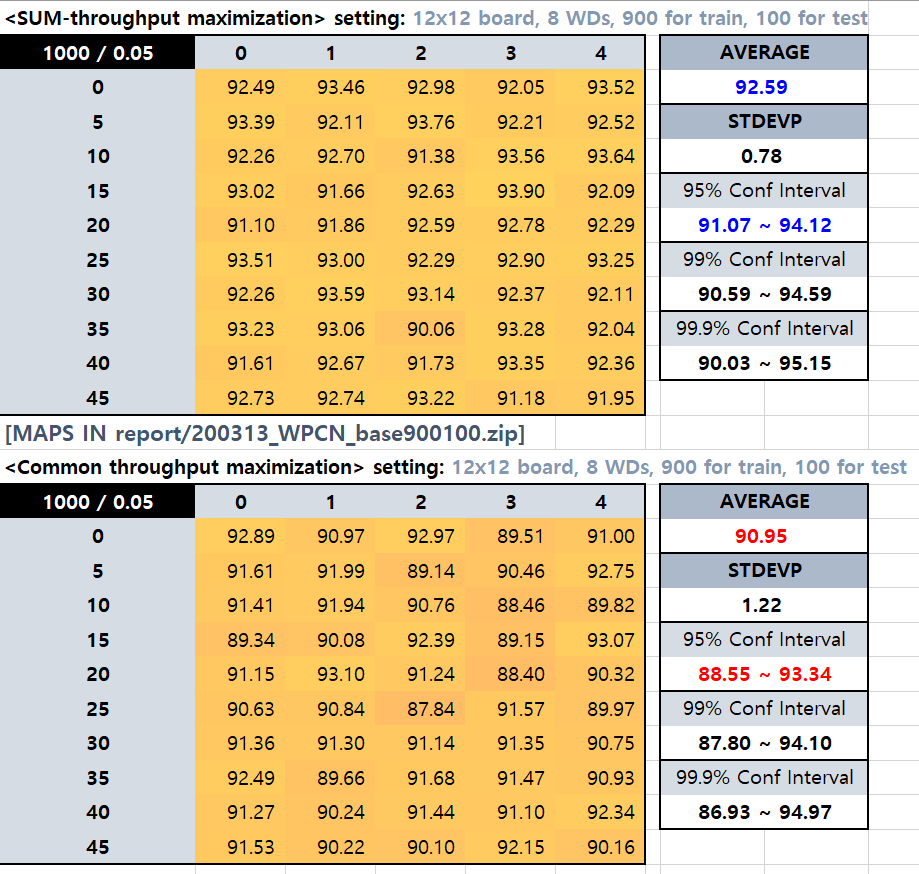 <SUM-throughput maximization> setting: 12x12 board, 8 WDs, 900 for train, 100 for test
1000 / 0.05 0 1 2 3 4 AVERAGE
0 92.49 93.46 92.98 92.05 93.52 92.59
5 93.39 92.11 93.76 92.21 92.52 STDEVP
10 92.26 92.70 91.38 93.56 93.64 0.78
15 93.02 91.66 92.63 93.90 92.09 95% Conf Interval
20 91.10 91.86 92.59 92.78 92.29 91.07 ~ 94.12
25 93.51 93.00 92.29 92.90 93.25 99% Conf Interval
30 92.26 93.59 93.14 92.37 92.11 90.59 ~ 94.59
35 93.23 93.06 90.06 93.28 92.04 99.9% Conf Interval
40 91.61 92.67 91.73 93.35 92.36 90.03 ~ 95.15
45 92.73 92.74 93.22 91.18 91.95
[MAPS IN report/200313_WPCN_base900100.zip]
<Common throughput maximization> setting: 12x12 board, 8 WDs, 900 for train, 100 for test
1000 / 0.05 0 1 2 3 4 AVERAGE
0 92.89 90.97 92.97 89.51 91.00 90.95
5 91.61 91.99 89.14 90.46 92.75 STDEVP
10 91.41 91.94 90.76 88.46 89.82 1.22
15 89.34 90.08 92.39 89.15 93.07 95% Conf Interval
20 91.15 93.10 91.24 88.40 90.32 88.55 ~ 93.34
25 90.63 90.84 87.84 91.57 89.97 99% Conf Interval
30 91.36 91.30 91.14 91.35 90.75 87.80 ~ 94.10
35 92.49 89.66 91.68 91.47 90.93 99.9% Conf Interval
40 91.27 90.24 91.44 91.10 92.34 86.93 ~ 94.97
45 91.53 90.22 90.10 92.15 90.16